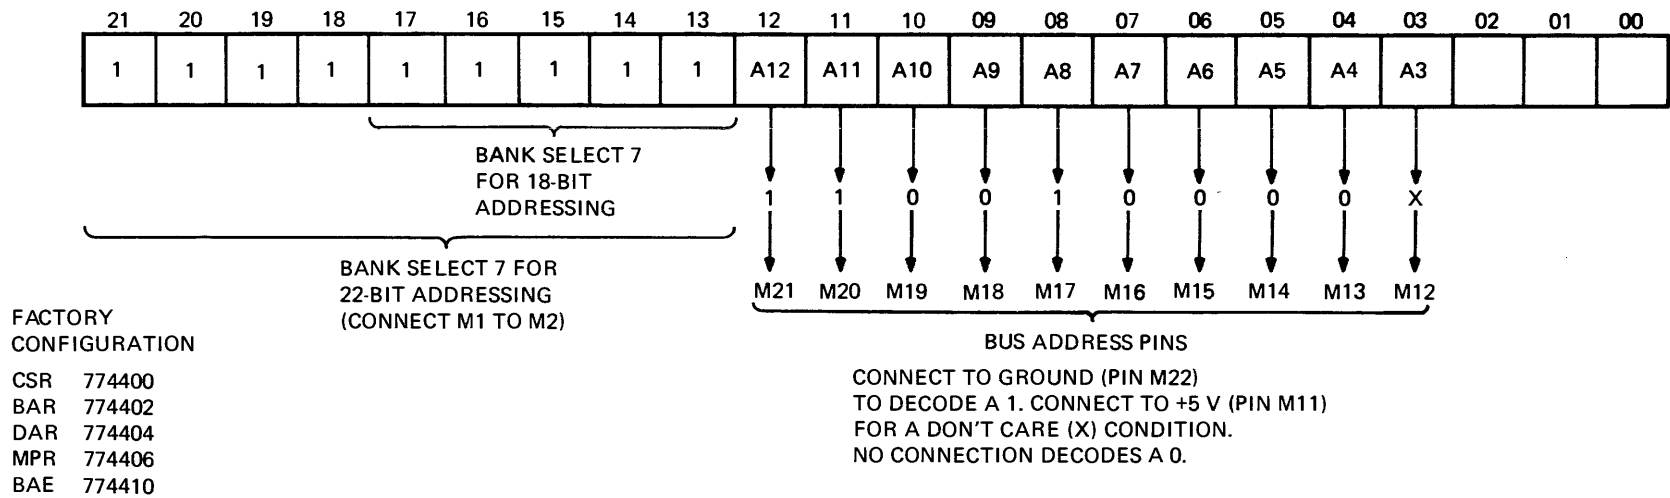 21 20 19 18 17 16 15 14 13 12 11 10 09 08 07 06 05 04 03 02 01 00
1 1 1 1 1 1 1 1 1 A12 A11 A10 A9 A8 A7 A6 A5 A4 A3
BANK SELECT 7
FOR 18-BIT
ADDRESSING
1 1 0 0 1 0 0 0 0 X
BANK SELECT 7 FOR
22-BIT ADDRESSING
(CONNECT M1 TO M2)
M21 M20 M19 M18 M17 M16 M15 M14 M13 M12
BUS ADDRESS PINS
CONNECT TO GROUND (PIN M22)
TO DECODE A 1. CONNECT TO +5 V (PIN M11)
FOR A DON'T CARE (X) CONDITION.
NO CONNECTION DECODES A 0.
FACTORY
CONFIGURATION
CSR 774400
BAR 774402
DAR 774404
MPR 774406
BAE 774410